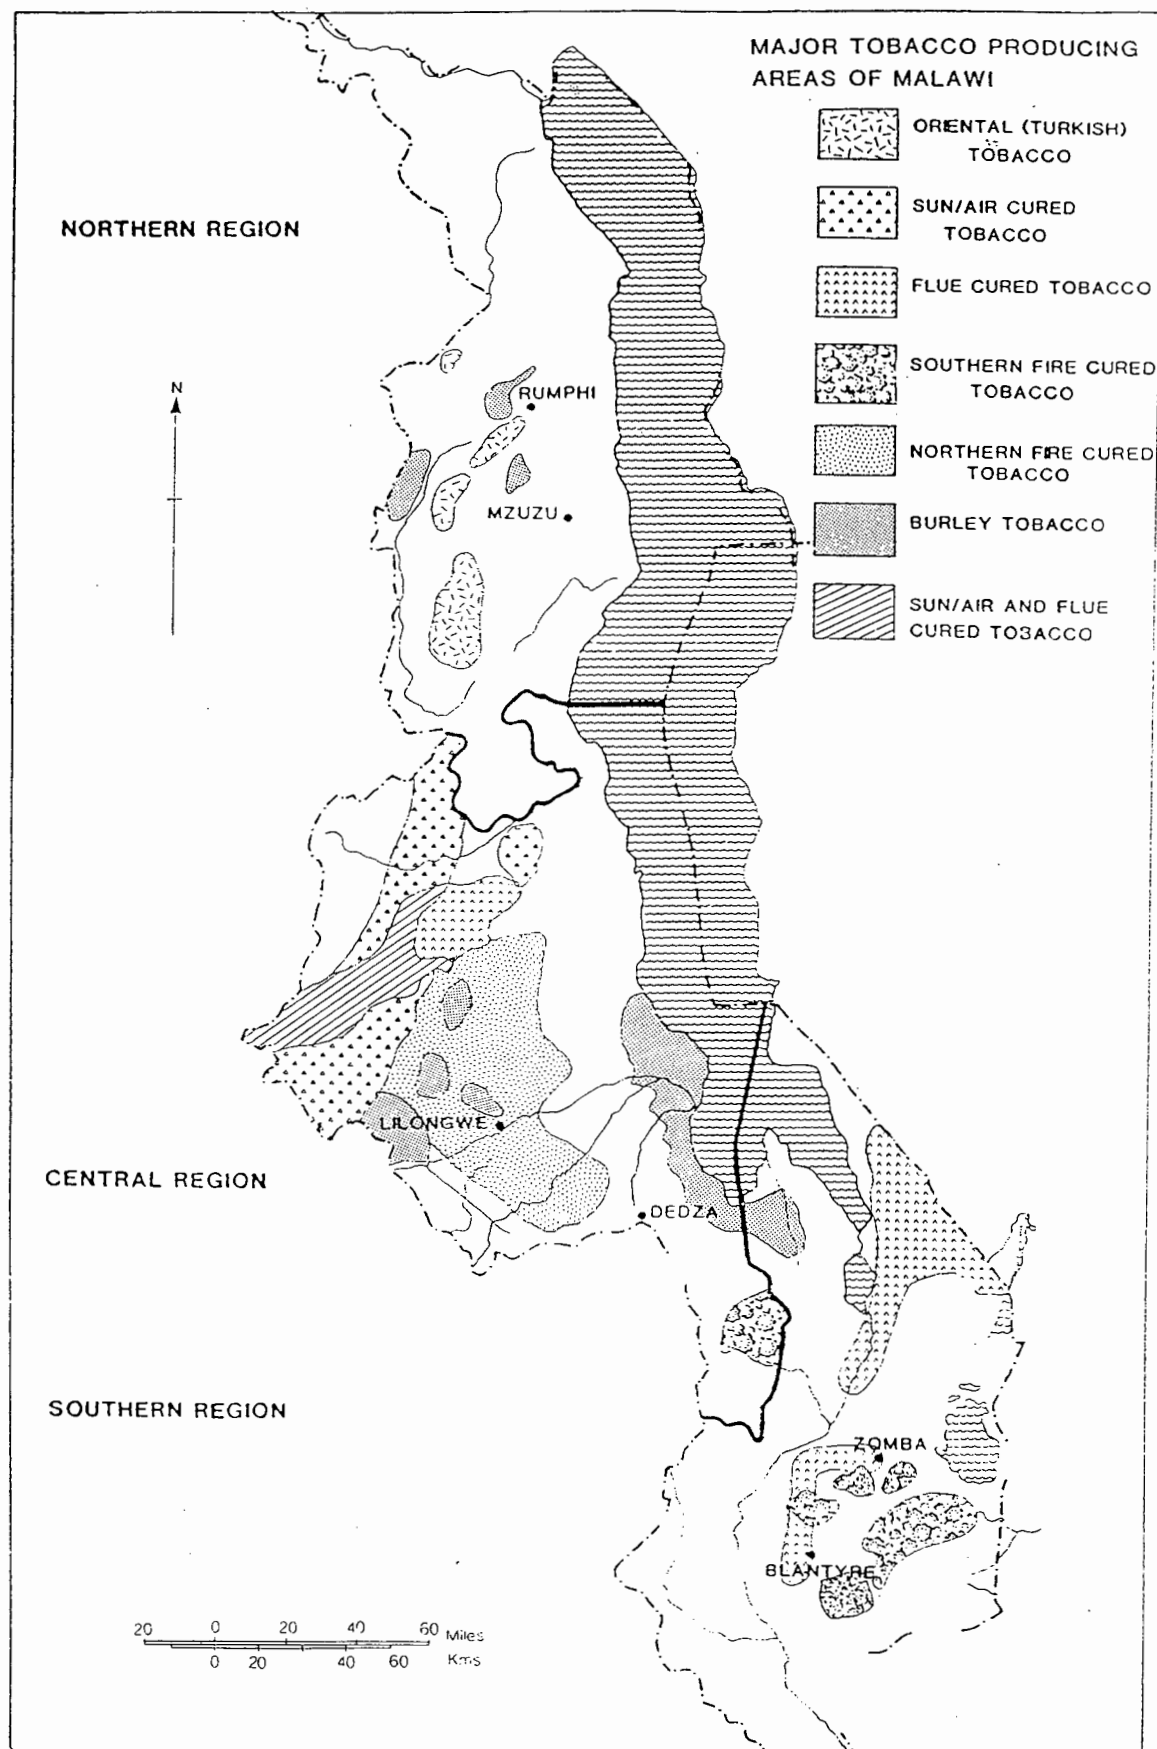 MAJOR TOBACCO PRODUCING
AREAS OF MALAWI
ORIENTAL (TURKISH)
TOBACCO
SUN/AIR CURED
TOBACCO
FLUE CURED TOBACCO
SOUTHERN FIRE CURED
TOBACCO
NORTHERN FIRE CURED
TOBACCO
BURLEY TOBACCO
SUN/AIR AND FLUE
CURED TOBACCO
NORTHERN REGION
N
RUMPHI
MZUZU
LILONGWE
CENTRAL REGION
DEDZA
SOUTHERN REGION
ZOMBA
BLANTYRE
20 0 20 40 60 Miles
0 20 40 60 Kms